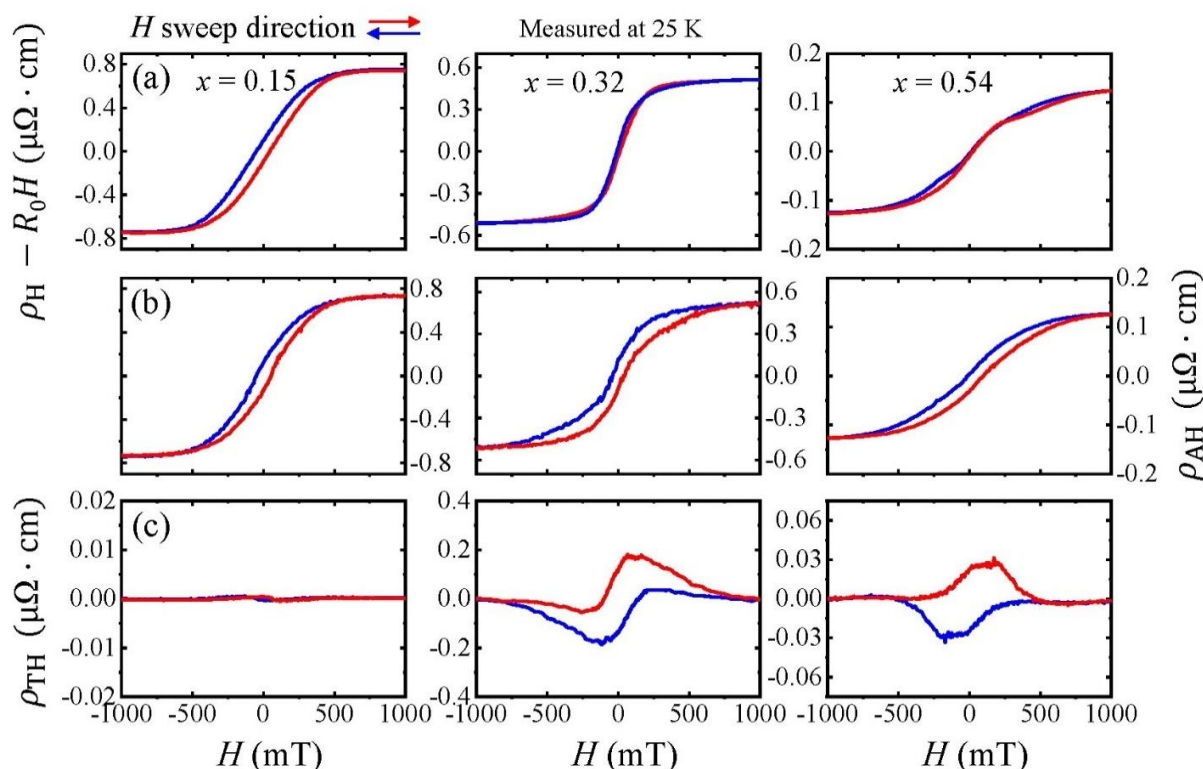 H sweep direction
Measured at 25 K
(a) x = 0.15
x = 0.32
x = 0.54
ρH − R0H (μΩ · cm)
0.8
0.4
0.0
-0.4
-0.8
0.6
0.3
0.0
-0.3
-0.6
0.2
0.1
0.0
-0.1
-0.2
(b)
0.8
0.4
0.0
-0.4
-0.8
0.6
0.3
0.0
-0.3
-0.6
0.2
0.1
0.0
-0.1
-0.2
ρAH (μΩ · cm)
(c)
ρTH (μΩ · cm)
0.02
0.01
0.00
-0.01
-0.02
0.4
0.2
0.0
-0.2
-0.4
0.06
0.03
0.00
-0.03
-0.06
-1000 -500 0 500 1000
-1000 -500 0 500 1000
-1000 -500 0 500 1000
H (mT)
H (mT)
H (mT)